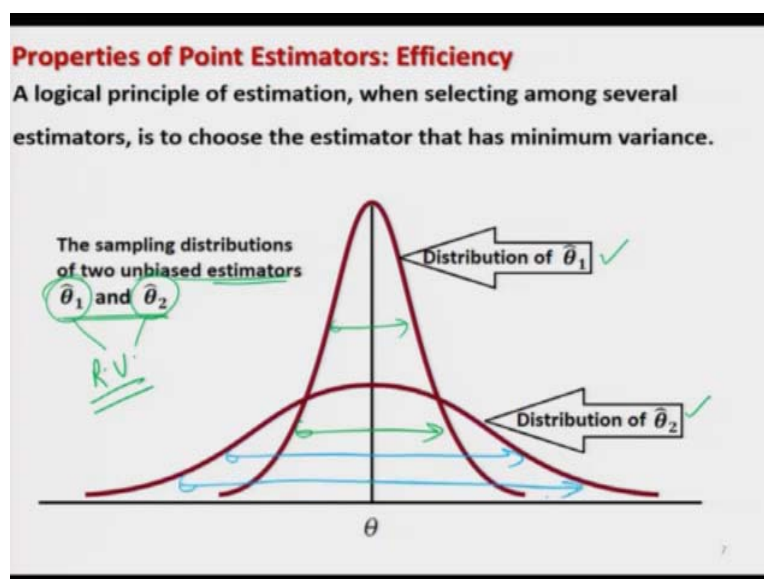 Properties of Point Estimators: Efficiency
A logical principle of estimation, when selecting among several
estimators, is to choose the estimator that has minimum variance.
The sampling distributions
of two unbiased estimators
θ̂₁ and θ̂₂
R.V.
Distribution of θ̂₁
Distribution of θ̂₂
θ
7